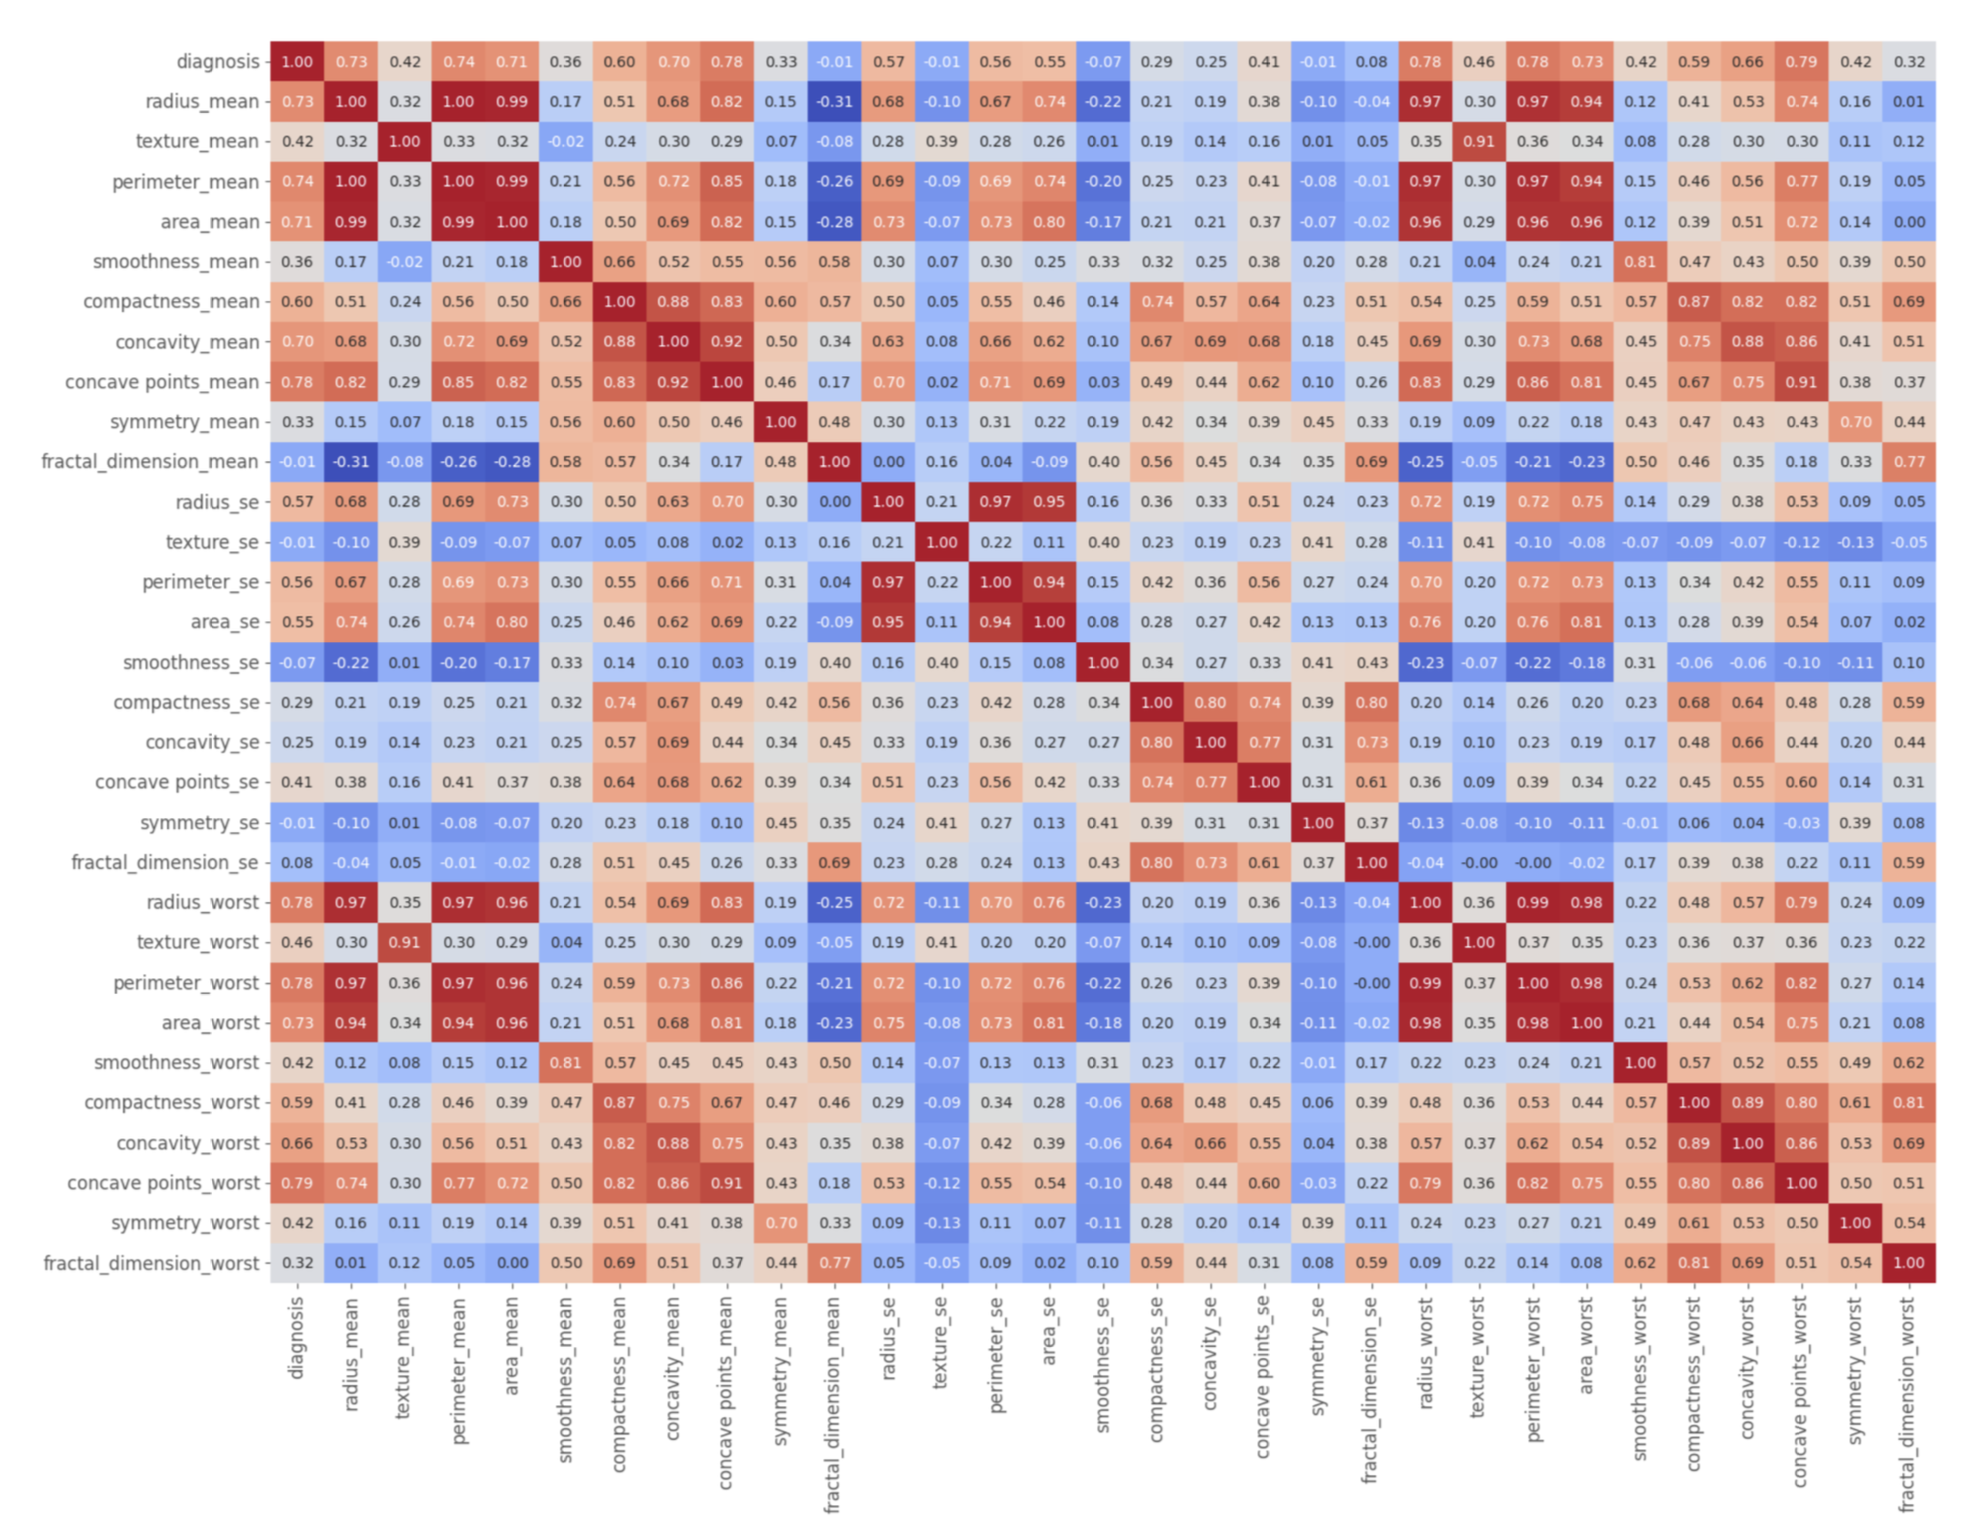 diagnosis 1.00 0.73 0.42 0.74 0.71 0.36 0.60 0.70 0.78 0.33 -0.01 0.57 -0.01 0.56 0.55 -0.07 0.29 0.25 0.41 -0.01 0.08 0.78 0.46 0.78 0.73 0.42 0.59 0.66 0.79 0.42 0.32
radius_mean 0.73 1.00 0.32 1.00 0.99 0.17 0.51 0.68 0.82 0.15 -0.31 0.68 -0.10 0.67 0.74 -0.22 0.21 0.19 0.38 -0.10 -0.04 0.97 0.30 0.97 0.94 0.12 0.41 0.53 0.74 0.16 0.01
texture_mean 0.42 0.32 1.00 0.33 0.32 -0.02 0.24 0.30 0.29 0.07 -0.08 0.28 0.39 0.28 0.26 0.01 0.19 0.14 0.16 0.01 0.05 0.35 0.91 0.36 0.34 0.08 0.28 0.30 0.30 0.11 0.12
perimeter_mean 0.74 1.00 0.33 1.00 0.99 0.21 0.56 0.72 0.85 0.18 -0.26 0.69 -0.09 0.69 0.74 -0.20 0.25 0.23 0.41 -0.08 -0.01 0.97 0.30 0.97 0.94 0.15 0.46 0.56 0.77 0.19 0.05
area_mean 0.71 0.99 0.32 0.99 1.00 0.18 0.50 0.69 0.82 0.15 -0.28 0.73 -0.07 0.73 0.80 -0.17 0.21 0.21 0.37 -0.07 -0.02 0.96 0.29 0.96 0.96 0.12 0.39 0.51 0.72 0.14 0.00
smoothness_mean 0.36 0.17 -0.02 0.21 0.18 1.00 0.66 0.52 0.55 0.56 0.58 0.30 0.07 0.30 0.25 0.33 0.32 0.25 0.38 0.20 0.28 0.21 0.04 0.24 0.21 0.81 0.47 0.43 0.50 0.39 0.50
compactness_mean 0.60 0.51 0.24 0.56 0.50 0.66 1.00 0.88 0.83 0.60 0.57 0.50 0.05 0.55 0.46 0.14 0.74 0.57 0.64 0.23 0.51 0.54 0.25 0.59 0.51 0.57 0.87 0.82 0.82 0.51 0.69
concavity_mean 0.70 0.68 0.30 0.72 0.69 0.52 0.88 1.00 0.92 0.50 0.34 0.63 0.08 0.66 0.62 0.10 0.67 0.69 0.68 0.18 0.45 0.69 0.30 0.73 0.68 0.45 0.75 0.88 0.86 0.41 0.51
concave points_mean 0.78 0.82 0.29 0.85 0.82 0.55 0.83 0.92 1.00 0.46 0.17 0.70 0.02 0.71 0.69 0.03 0.49 0.44 0.62 0.10 0.26 0.83 0.29 0.86 0.81 0.45 0.67 0.75 0.91 0.38 0.37
symmetry_mean 0.33 0.15 0.07 0.18 0.15 0.56 0.60 0.50 0.46 1.00 0.48 0.30 0.13 0.31 0.22 0.19 0.42 0.34 0.39 0.45 0.33 0.19 0.09 0.22 0.18 0.43 0.47 0.43 0.43 0.70 0.44
fractal_dimension_mean -0.01 -0.31 -0.08 -0.26 -0.28 0.58 0.57 0.34 0.17 0.48 1.00 0.00 0.16 0.04 -0.09 0.40 0.56 0.45 0.34 0.35 0.69 -0.25 -0.05 -0.21 -0.23 0.50 0.46 0.35 0.18 0.33 0.77
radius_se 0.57 0.68 0.28 0.69 0.73 0.30 0.50 0.63 0.70 0.30 0.00 1.00 0.21 0.97 0.95 0.16 0.36 0.33 0.51 0.24 0.23 0.72 0.19 0.72 0.75 0.14 0.29 0.38 0.53 0.09 0.05
texture_se -0.01 -0.10 0.39 -0.09 -0.07 0.07 0.05 0.08 0.02 0.13 0.16 0.21 1.00 0.22 0.11 0.40 0.23 0.19 0.23 0.41 0.28 -0.11 0.41 -0.10 -0.08 -0.07 -0.09 -0.07 -0.12 -0.13 -0.05
perimeter_se 0.56 0.67 0.28 0.69 0.73 0.30 0.55 0.66 0.71 0.31 0.04 0.97 0.22 1.00 0.94 0.15 0.42 0.36 0.56 0.27 0.24 0.70 0.20 0.72 0.73 0.13 0.34 0.42 0.55 0.11 0.09
area_se 0.55 0.74 0.26 0.74 0.80 0.25 0.46 0.62 0.69 0.22 -0.09 0.95 0.11 0.94 1.00 0.08 0.28 0.27 0.42 0.13 0.13 0.76 0.20 0.76 0.81 0.13 0.28 0.39 0.54 0.07 0.02
smoothness_se -0.07 -0.22 0.01 -0.20 -0.17 0.33 0.14 0.10 0.03 0.19 0.40 0.16 0.40 0.15 0.08 1.00 0.34 0.27 0.33 0.41 0.43 -0.23 -0.07 -0.22 -0.18 0.31 -0.06 -0.06 -0.10 -0.11 0.10
compactness_se 0.29 0.21 0.19 0.25 0.21 0.32 0.74 0.67 0.49 0.42 0.56 0.36 0.23 0.42 0.28 0.34 1.00 0.80 0.74 0.39 0.80 0.20 0.14 0.26 0.20 0.23 0.68 0.64 0.48 0.28 0.59
concavity_se 0.25 0.19 0.14 0.23 0.21 0.25 0.57 0.69 0.44 0.34 0.45 0.33 0.19 0.36 0.27 0.27 0.80 1.00 0.77 0.31 0.73 0.19 0.10 0.23 0.19 0.17 0.48 0.66 0.44 0.20 0.44
concave points_se 0.41 0.38 0.16 0.41 0.37 0.38 0.64 0.68 0.62 0.39 0.34 0.51 0.23 0.56 0.42 0.33 0.74 0.77 1.00 0.31 0.61 0.36 0.09 0.39 0.34 0.22 0.45 0.55 0.60 0.14 0.31
symmetry_se -0.01 -0.10 0.01 -0.08 -0.07 0.20 0.23 0.18 0.10 0.45 0.35 0.24 0.41 0.27 0.13 0.41 0.39 0.31 0.31 1.00 0.37 -0.13 -0.08 -0.10 -0.11 -0.01 0.06 0.04 -0.03 0.39 0.08
fractal_dimension_se 0.08 -0.04 0.05 -0.01 -0.02 0.28 0.51 0.45 0.26 0.33 0.69 0.23 0.28 0.24 0.13 0.43 0.80 0.73 0.61 0.37 1.00 -0.04 -0.00 -0.00 -0.02 0.17 0.39 0.38 0.22 0.11 0.59
radius_worst 0.78 0.97 0.35 0.97 0.96 0.21 0.54 0.69 0.83 0.19 -0.25 0.72 -0.11 0.70 0.76 -0.23 0.20 0.19 0.36 -0.13 -0.04 1.00 0.36 0.99 0.98 0.22 0.48 0.57 0.79 0.24 0.09
texture_worst 0.46 0.30 0.91 0.30 0.29 0.04 0.25 0.30 0.29 0.09 -0.05 0.19 0.41 0.20 0.20 -0.07 0.14 0.10 0.09 -0.08 -0.00 0.36 1.00 0.37 0.35 0.23 0.36 0.37 0.36 0.23 0.22
perimeter_worst 0.78 0.97 0.36 0.97 0.96 0.24 0.59 0.73 0.86 0.22 -0.21 0.72 -0.10 0.72 0.76 -0.22 0.26 0.23 0.39 -0.10 -0.00 0.99 0.37 1.00 0.98 0.24 0.53 0.62 0.82 0.27 0.14
area_worst 0.73 0.94 0.34 0.94 0.96 0.21 0.51 0.68 0.81 0.18 -0.23 0.75 -0.08 0.73 0.81 -0.18 0.20 0.19 0.34 -0.11 -0.02 0.98 0.35 0.98 1.00 0.21 0.44 0.54 0.75 0.21 0.08
smoothness_worst 0.42 0.12 0.08 0.15 0.12 0.81 0.57 0.45 0.45 0.43 0.50 0.14 -0.07 0.13 0.13 0.31 0.23 0.17 0.22 -0.01 0.17 0.22 0.23 0.24 0.21 1.00 0.57 0.52 0.55 0.49 0.62
compactness_worst 0.59 0.41 0.28 0.46 0.39 0.47 0.87 0.75 0.67 0.47 0.46 0.29 -0.09 0.34 0.28 -0.06 0.68 0.48 0.45 0.06 0.39 0.48 0.36 0.53 0.44 0.57 1.00 0.89 0.80 0.61 0.81
concavity_worst 0.66 0.53 0.30 0.56 0.51 0.43 0.82 0.88 0.75 0.43 0.35 0.38 -0.07 0.42 0.39 -0.06 0.64 0.66 0.55 0.04 0.38 0.57 0.37 0.62 0.54 0.52 0.89 1.00 0.86 0.53 0.69
concave points_worst 0.79 0.74 0.30 0.77 0.72 0.50 0.82 0.86 0.91 0.43 0.18 0.53 -0.12 0.55 0.54 -0.10 0.48 0.44 0.60 -0.03 0.22 0.79 0.36 0.82 0.75 0.55 0.80 0.86 1.00 0.50 0.51
symmetry_worst 0.42 0.16 0.11 0.19 0.14 0.39 0.51 0.41 0.38 0.70 0.33 0.09 -0.13 0.11 0.07 -0.11 0.28 0.20 0.14 0.39 0.11 0.24 0.23 0.27 0.21 0.49 0.61 0.53 0.50 1.00 0.54
fractal_dimension_worst 0.32 0.01 0.12 0.05 0.00 0.50 0.69 0.51 0.37 0.44 0.77 0.05 -0.05 0.09 0.02 0.10 0.59 0.44 0.31 0.08 0.59 0.09 0.22 0.14 0.08 0.62 0.81 0.69 0.51 0.54 1.00
diagnosis
radius_mean
texture_mean
perimeter_mean
area_mean
smoothness_mean
compactness_mean
concavity_mean
concave points_mean
symmetry_mean
fractal_dimension_mean
radius_se
texture_se
perimeter_se
area_se
smoothness_se
compactness_se
concavity_se
concave points_se
symmetry_se
fractal_dimension_se
radius_worst
texture_worst
perimeter_worst
area_worst
smoothness_worst
compactness_worst
concavity_worst
concave points_worst
symmetry_worst
fractal_dimension_worst